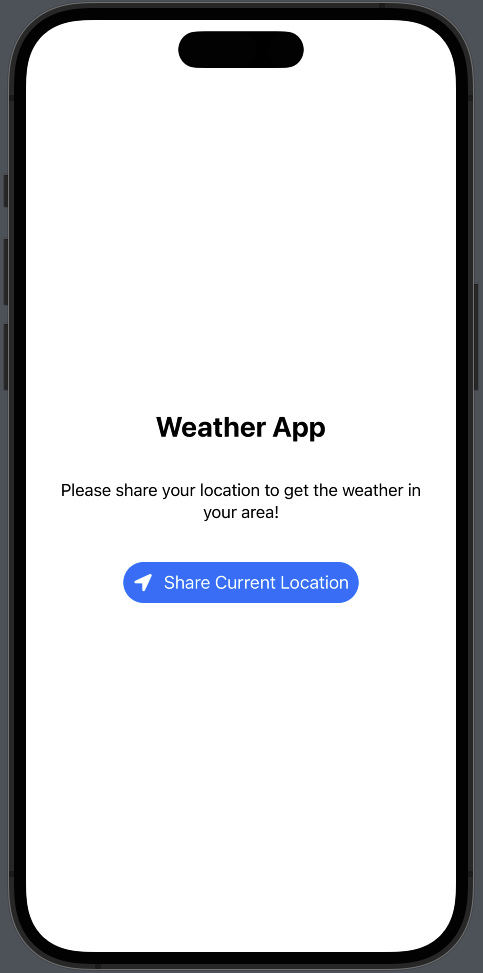 Weather App
Please share your location to get the weather in
your area!
Share Current Location